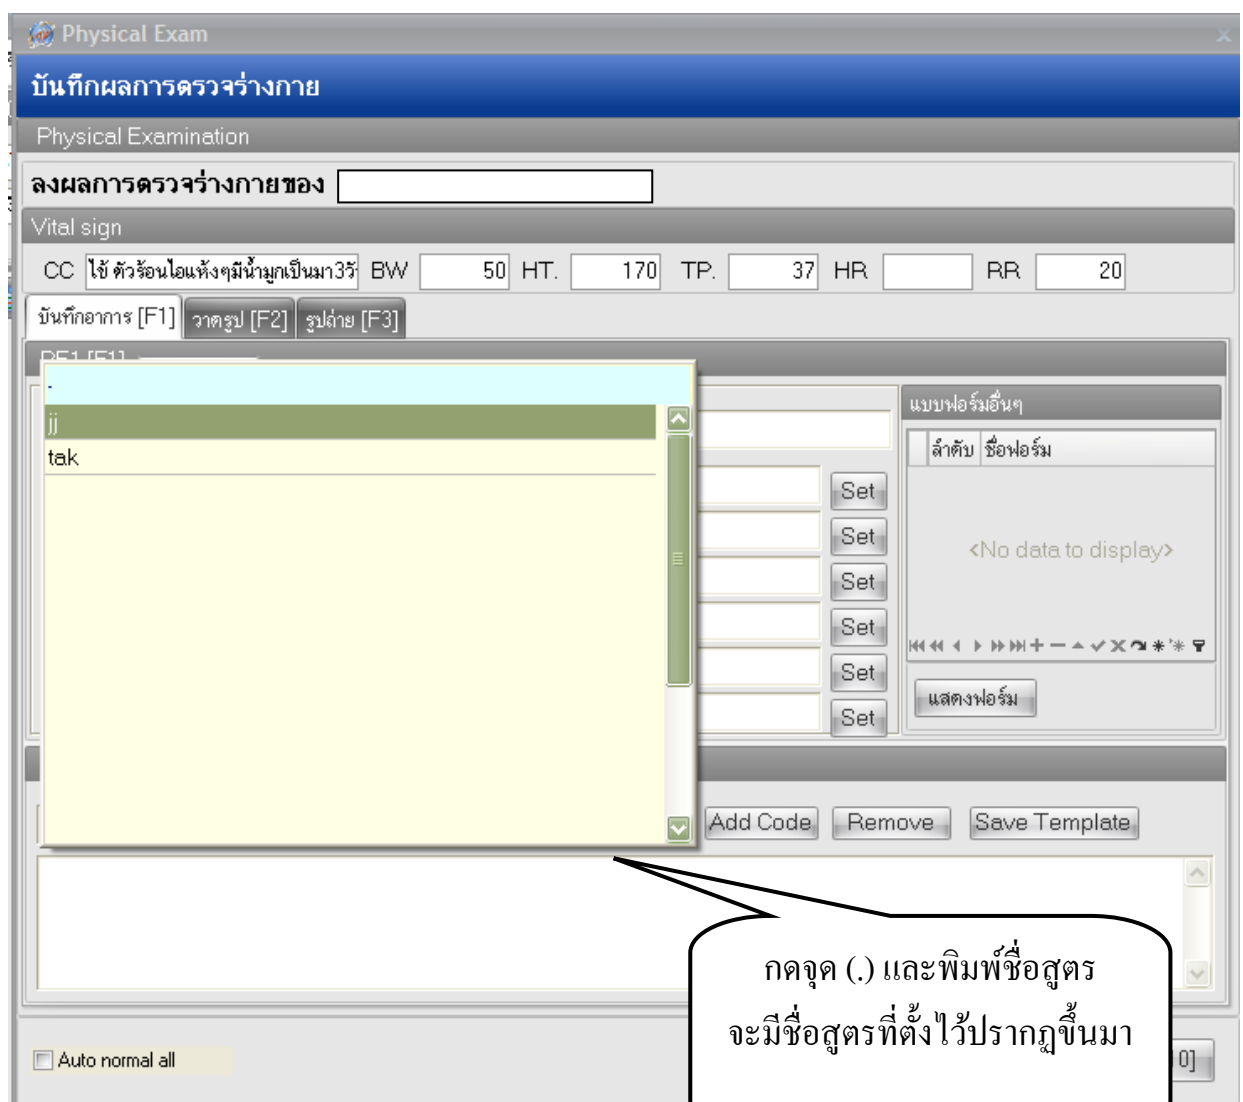 Physical Exam
บันทึกผลการตรวจร่างกาย
Physical Examination
ลงผลการตรวจร่างกายของ
Vital sign
CC ไข้ ตัวร้อนไอแห้งๆมีน้ำมูกเป็นมา3วั BW 50 HT. 170 TP. 37 HR RR 20
บันทึกอาการ [F1] วาดรูป [F2] รูปถ่าย [F3]
PE1 [F1]
.
jj
tak
แบบฟอร์มอื่นๆ
ลำดับ ชื่อฟอร์ม
Set
Set
<No data to display>
Set
Set
Set
แสดงฟอร์ม
Set
Add Code Remove Save Template
กดจุด (.) และพิมพ์ชื่อสูตร
จะมีชื่อสูตรที่ตั้งไว้ปรากฏขึ้นมา
Auto normal all
0]